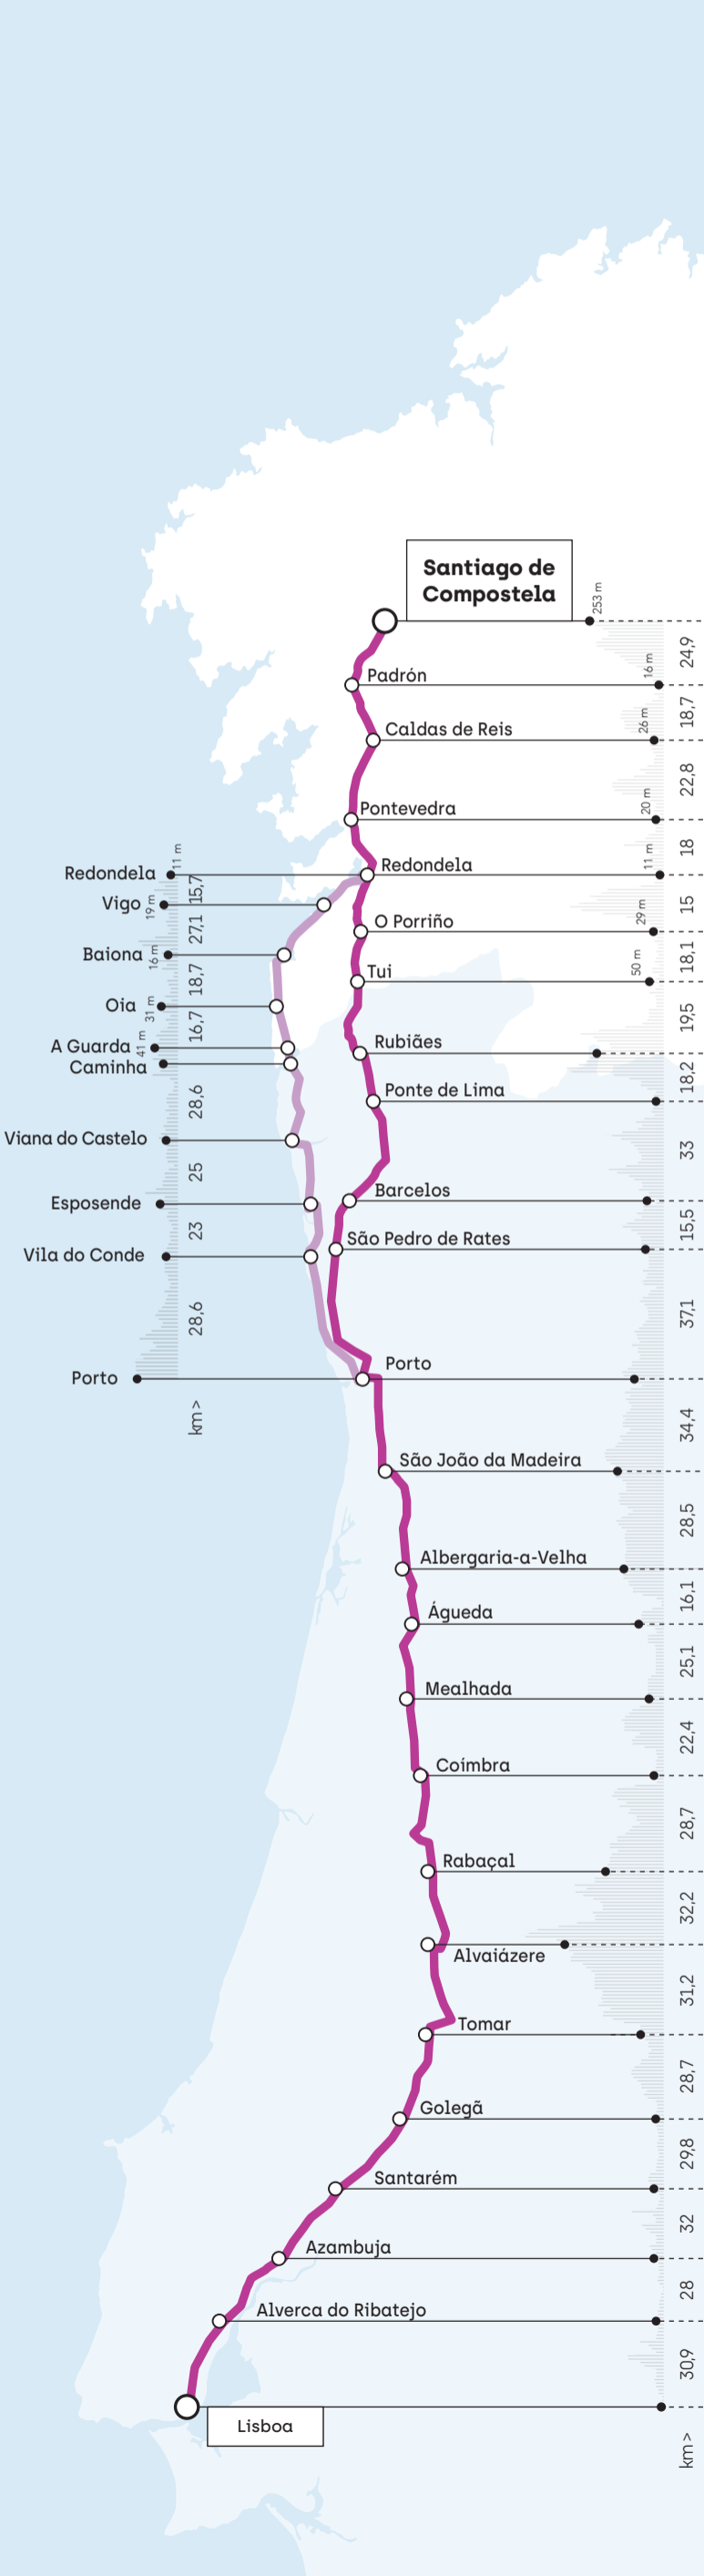 Santiago de
Compostela
253 m
24,9
Padrón
16 m
18,7
Caldas de Reis
26 m
22,8
Pontevedra
20 m
18
Redondela
11 m
15
O Porriño
29 m
18,1
Tui
50 m
19,5
Rubiães
18,2
Ponte de Lima
33
Barcelos
15,5
São Pedro de Rates
37,1
Porto
34,4
São João da Madeira
28,5
Albergaria-a-Velha
16,1
Águeda
25,1
Mealhada
22,4
Coímbra
28,7
Rabaçal
32,2
Alvaiázere
31,2
Tomar
28,7
Golegã
29,8
Santarém
32
Azambuja
28
Alverca do Ribatejo
30,9
Lisboa
km >
Redondela
11 m
15,7
Vigo
19 m
27,1
Baiona
16 m
18,7
Oia
31 m
16,7
A Guarda
41 m
Caminha
28,6
Viana do Castelo
25
Esposende
23
Vila do Conde
28,6
Porto
km >